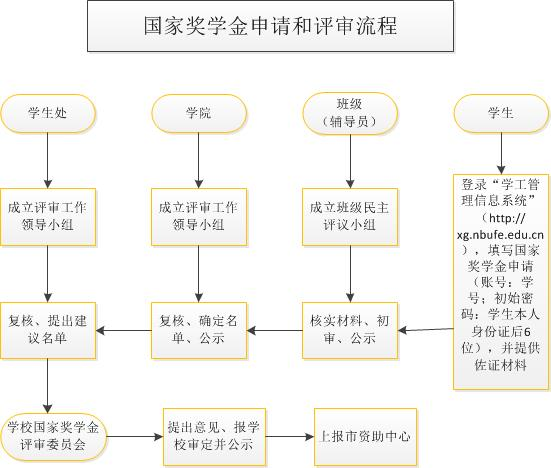 国家奖学金申请和评审流程
学生处
学院
班级
（辅导员）
学生
成立评审工作
领导小组
成立评审工作
领导小组
成立班级民主
评议小组
登录“学工管
理信息系统”
（http://
xg.nbufe.edu.cn
），填写国家
奖学金申请
（账号：学
号；初始密
码：学生本人
身份证后6
位），并提供
佐证材料
复核、提出建
议名单
复核、确定名
单、公示
核实材料、初
审、公示
学校国家奖学金
评审委员会
提出意见、报学
校审定并公示
上报市资助中心